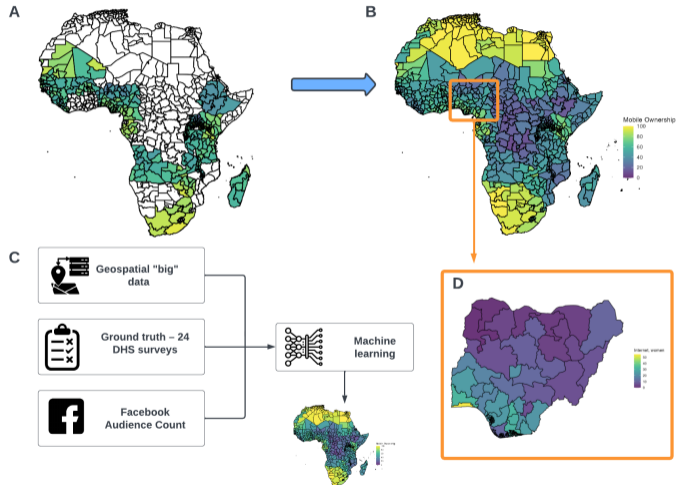 A
B
Mobile Ownership
100
80
60
40
20
0
C
Geospatial "big"
data
Ground truth – 24
DHS surveys
Facebook
Audience Count
Machine
learning
D
Internet, women